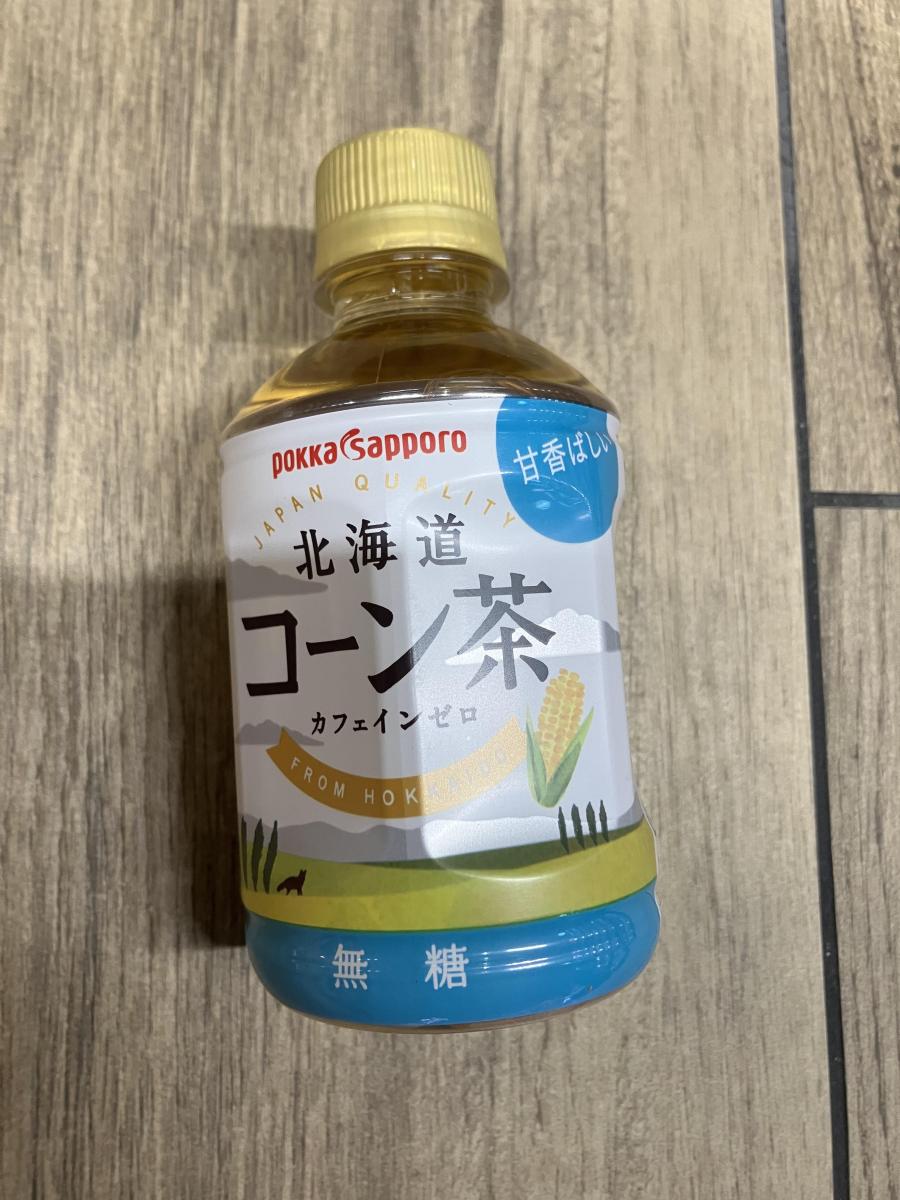 pokka sapporo
甘香ばしい
JAPAN QUALITY
北海道
コーン茶
カフェインゼロ
FROM HOKKAIDO
無糖